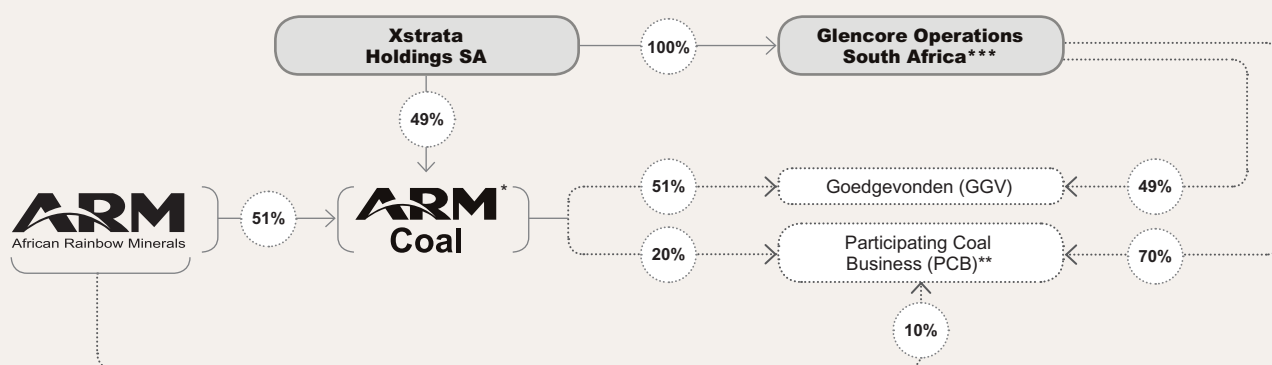 Xstrata
Holdings SA
100%
Glencore Operations
South Africa***
49%
ARM
African Rainbow Minerals
51%
ARM*
Coal
51%
Goedgevonden (GGV)
49%
20%
Participating Coal
Business (PCB)**
70%
10%